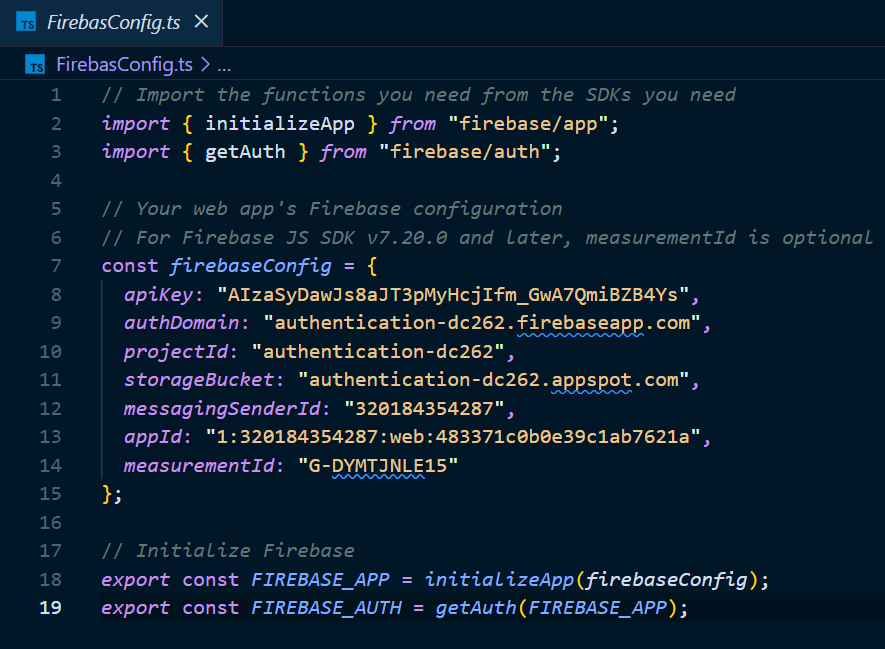 TS FirebasConfig.ts ×
TS FirebasConfig.ts > ...
1 // Import the functions you need from the SDKs you need
2 import { initializeApp } from "firebase/app";
3 import { getAuth } from "firebase/auth";
4
5 // Your web app's Firebase configuration
6 // For Firebase JS SDK v7.20.0 and later, measurementId is optional
7 const firebaseConfig = {
8 apiKey: "AIzaSyDawJs8aJT3pMyHcjIfm_GwA7QmiBZB4Ys",
9 authDomain: "authentication-dc262.firebaseapp.com",
10 projectId: "authentication-dc262",
11 storageBucket: "authentication-dc262.appspot.com",
12 messagingSenderId: "320184354287",
13 appId: "1:320184354287:web:483371c0b0e39c1ab7621a",
14 measurementId: "G-DYMTJNLE15"
15 };
16
17 // Initialize Firebase
18 export const FIREBASE_APP = initializeApp(firebaseConfig);
19 export const FIREBASE_AUTH = getAuth(FIREBASE_APP);